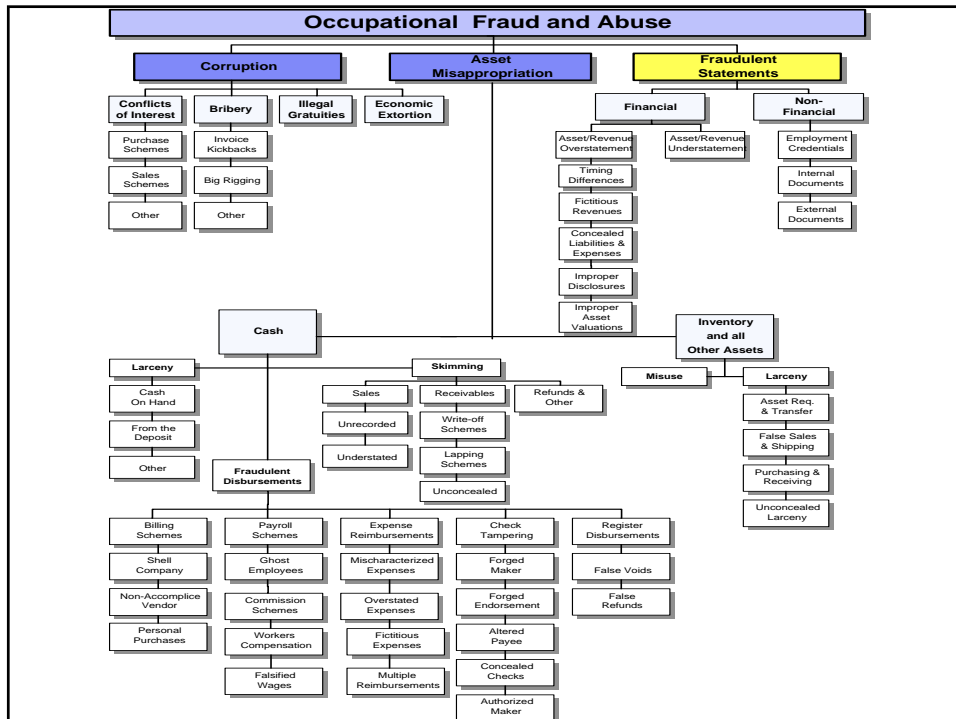 Occupational Fraud and Abuse
Corruption
Asset
Misappropriation
Fraudulent
Statements
Conflicts
of Interest
Bribery
Illegal
Gratuities
Economic
Extortion
Purchase
Schemes
Sales
Schemes
Other
Invoice
Kickbacks
Big Rigging
Other
Financial
Non-
Financial
Asset/Revenue
Overstatement
Asset/Revenue
Understatement
Timing
Differences
Fictitious
Revenues
Concealed
Liabilities &
Expenses
Improper
Disclosures
Improper
Asset
Valuations
Employment
Credentials
Internal
Documents
External
Documents
Cash
Inventory
and all
Other Assets
Larceny
Cash
On Hand
From the
Deposit
Other
Skimming
Sales
Unrecorded
Understated
Receivables
Write-off
Schemes
Lapping
Schemes
Unconcealed
Refunds &
Other
Misuse
Larceny
Asset Req.
& Transfer
False Sales
& Shipping
Purchasing &
Receiving
Unconcealed
Larceny
Fraudulent
Disbursements
Billing
Schemes
Shell
Company
Non-Accomplice
Vendor
Personal
Purchases
Payroll
Schemes
Ghost
Employees
Commission
Schemes
Workers
Compensation
Falsified
Wages
Expense
Reimbursements
Mischaracterized
Expenses
Overstated
Expenses
Fictitious
Expenses
Multiple
Reimbursements
Check
Tampering
Forged
Maker
Forged
Endorsement
Altered
Payee
Concealed
Checks
Authorized
Maker
Register
Disbursements
False Voids
False
Refunds